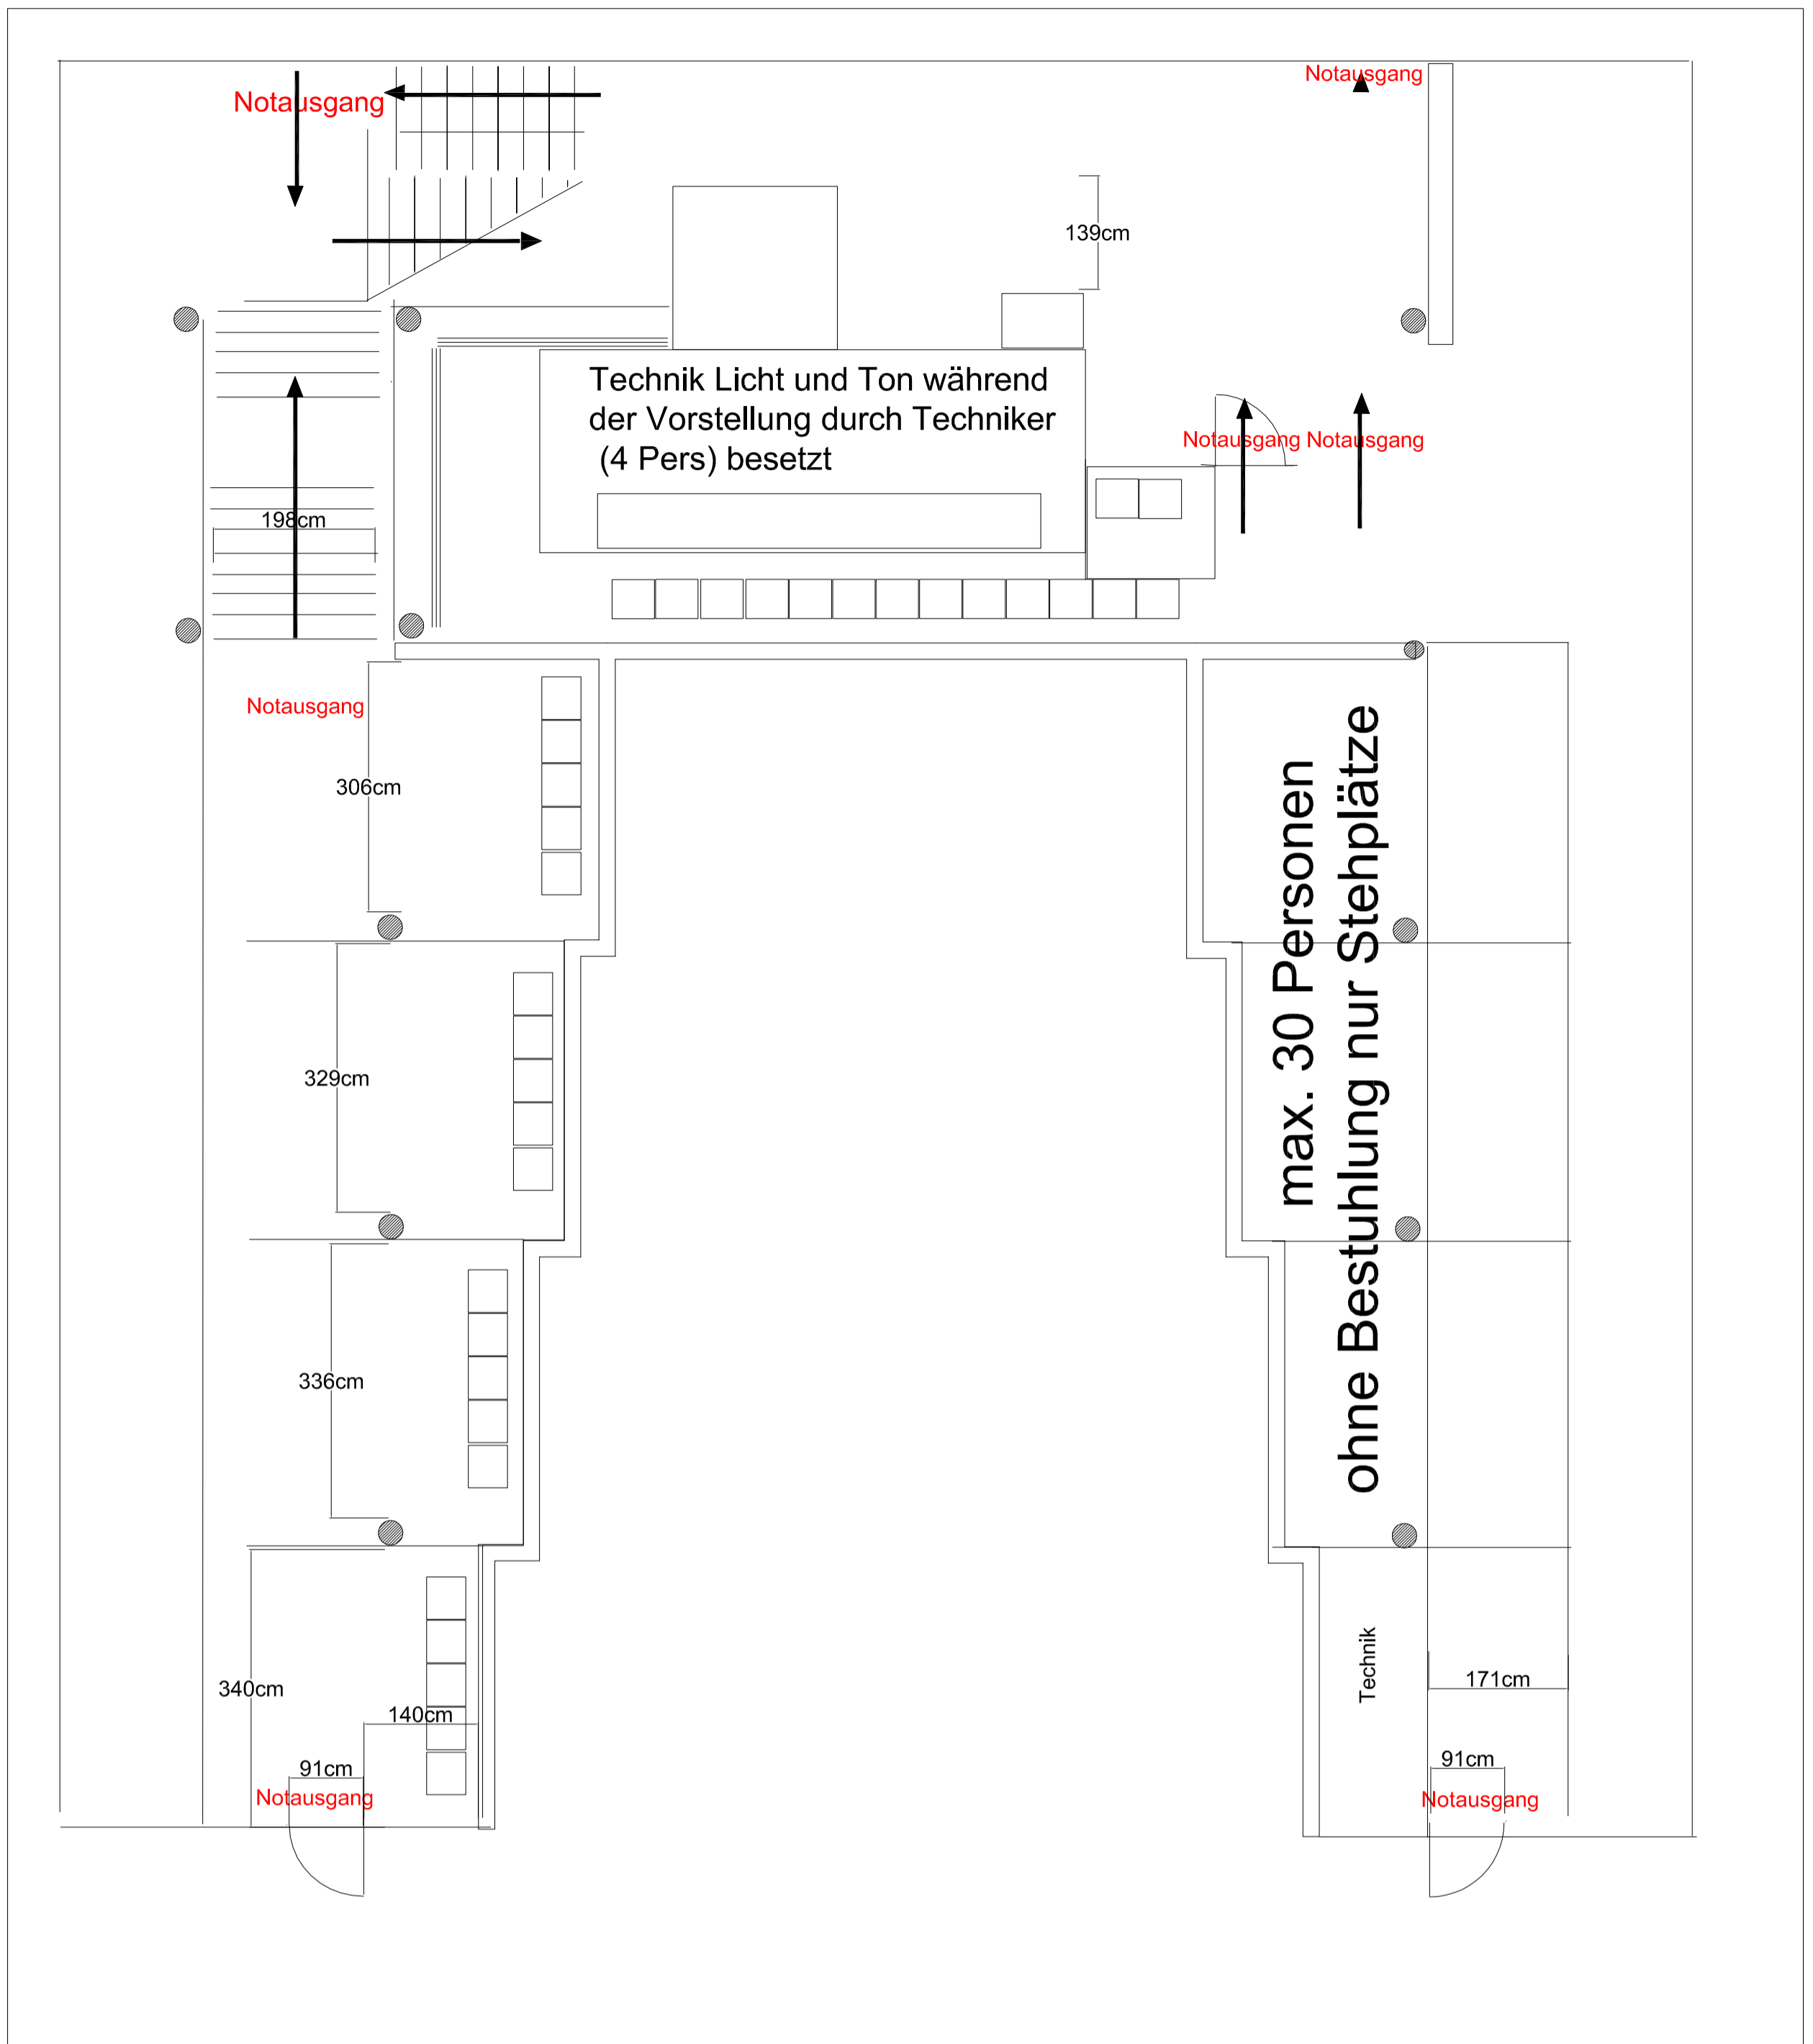 Notausgang
Notausgang
139cm
Technik Licht und Ton während
der Vorstellung durch Techniker
(4 Pers) besetzt
Notausgang
Notausgang
198cm
Notausgang
306cm
max. 30 Personen
ohne Bestuhlung nur Stehplätze
329cm
336cm
340cm
140cm
91cm
Notausgang
Technik
171cm
91cm
Notausgang